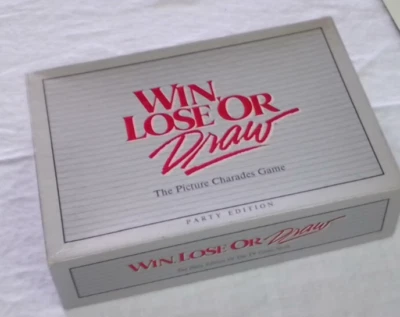 WIN,
LOSE OR
Draw
The Picture Charades Game
PARTY EDITION
WIN, LOSE OR Draw